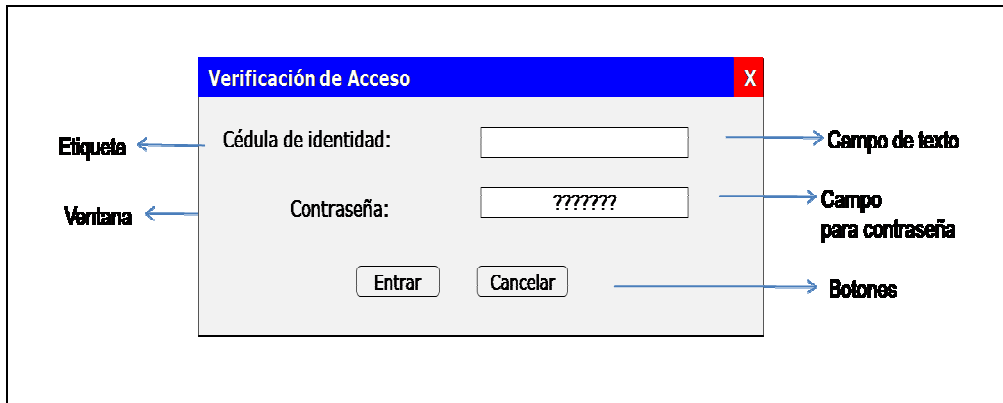 Verificación de Acceso X
Etiqueta Cédula de identidad: Campo de texto
Ventana Contraseña: ??????? Campo
para contraseña
Entrar Cancelar Botones